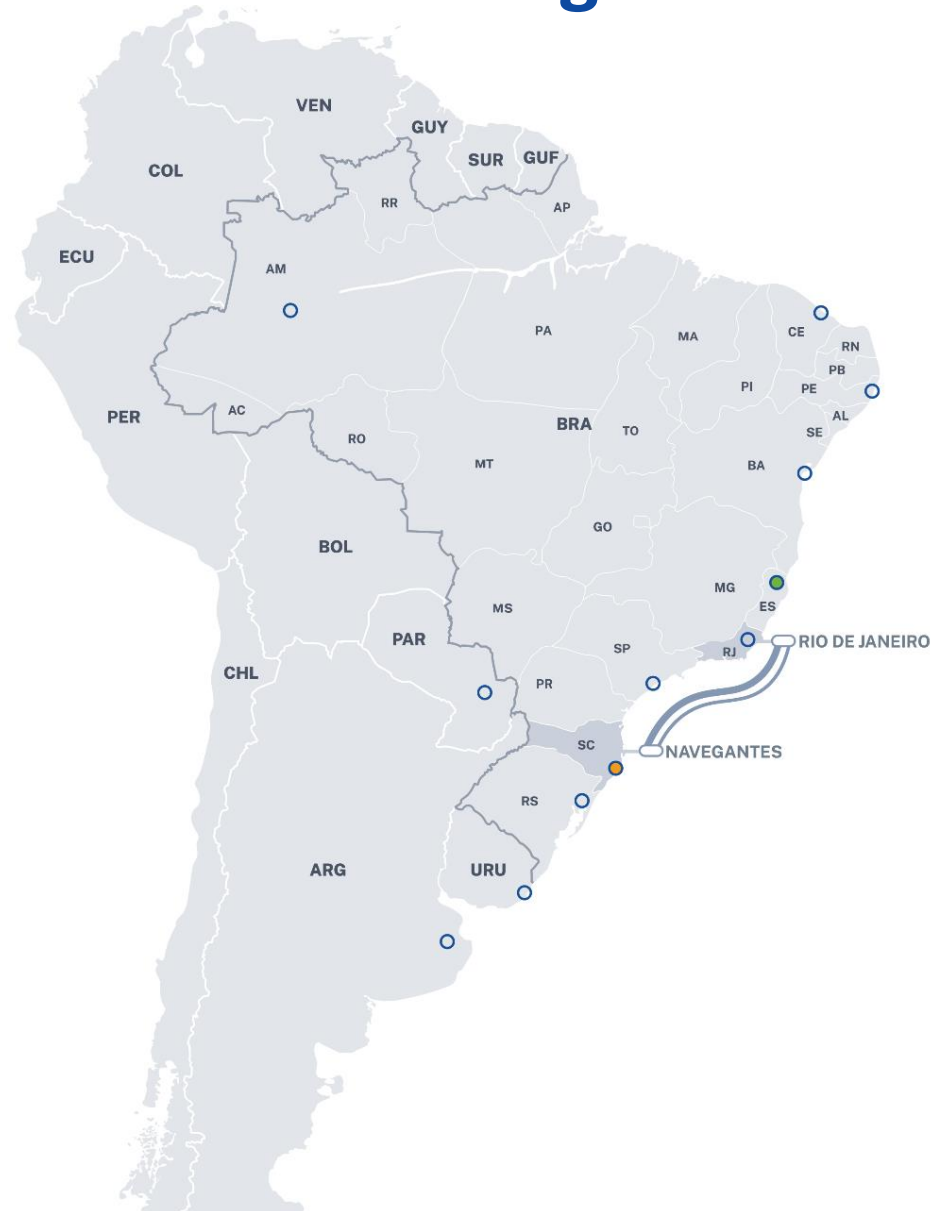 VEN
GUY
SUR
GUF
COL
RR
AP
ECU
AM
PA
MA
CE
RN
PB
PI
PE
AL
SE
PER
AC
BRA
TO
RO
MT
BA
GO
BOL
MG
ES
MS
PAR
SP
RJ
RIO DE JANEIRO
CHL
PR
SC
NAVEGANTES
RS
ARG
URU